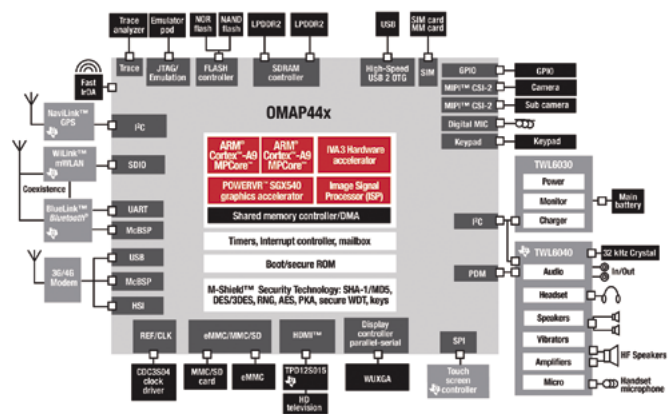 Trace
analyzer
Emulator
pod
NOR
flash
NAND
flash
LPDDR2
LPDDR2
USB
SIM card
MM card
Trace
JTAG/
Emulation
FLASH
controller
SDRAM
controller
High-Speed
USB 2 OTG
SIM
GPIO
GPIO
MIPI™ CSI-2
Camera
MIPI™ CSI-2
Sub camera
Digital MIC
Keypad
Keypad
Fast
IrDA
NaviLink™
GPS
I²C
WiLink™
mWLAN
SDIO
Coexistence
BlueLink™
Bluetooth®
UART
McBSP
3G/4G
Modem
USB
McBSP
HSI
OMAP44x
ARM®
Cortex™-A9
MPCore™
ARM®
Cortex™-A9
MPCore™
IVA3 Hardware
accelerator
POWERVR™ SGX540
graphics accelerator
Image Signal
Processor (ISP)
Shared memory controller/DMA
Timers, Interrupt controller, mailbox
Boot/secure ROM
M-Shield™ Security Technology: SHA-1/MD5,
DES/3DES, RNG, AES, PKA, secure WDT, keys
I²C
PDM
TWL6030
Power
Monitor
Charger
Main
battery
TWL6040
32 kHz Crystal
Audio
In/Out
Headset
Speakers
Vibrators
Amplifiers
HF Speakers
Micro
Handset
microphone
REF/CLK
eMMC/MMC/SD
HDMI™
Display
controller
parallel-serial
SPI
CDC3S04
clock
driver
MMC/SD
card
eMMC
TPD12S015
HD
television
WUXGA
Touch
screen
controller